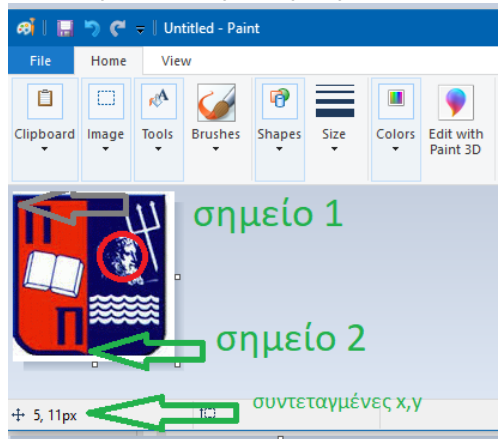 Untitled - Paint
File Home View
Clipboard Image Tools Brushes Shapes Size Colors Edit with
Paint 3D
σημείο 1
σημείο 2
συντεταγμένες x,y
5, 11px